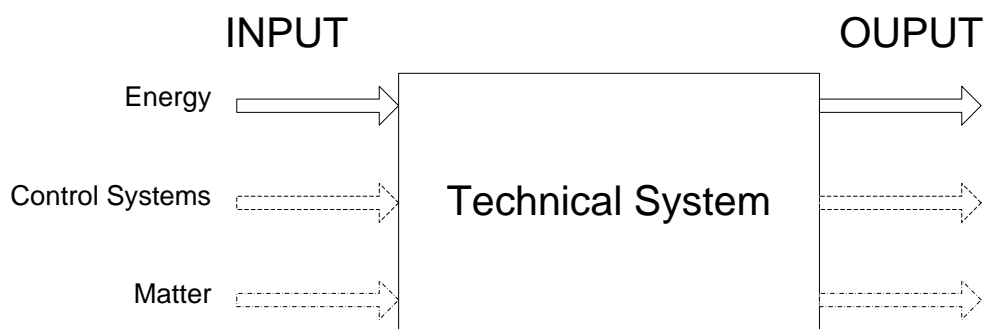 INPUT
OUPUT
Energy
Control Systems
Technical System
Matter